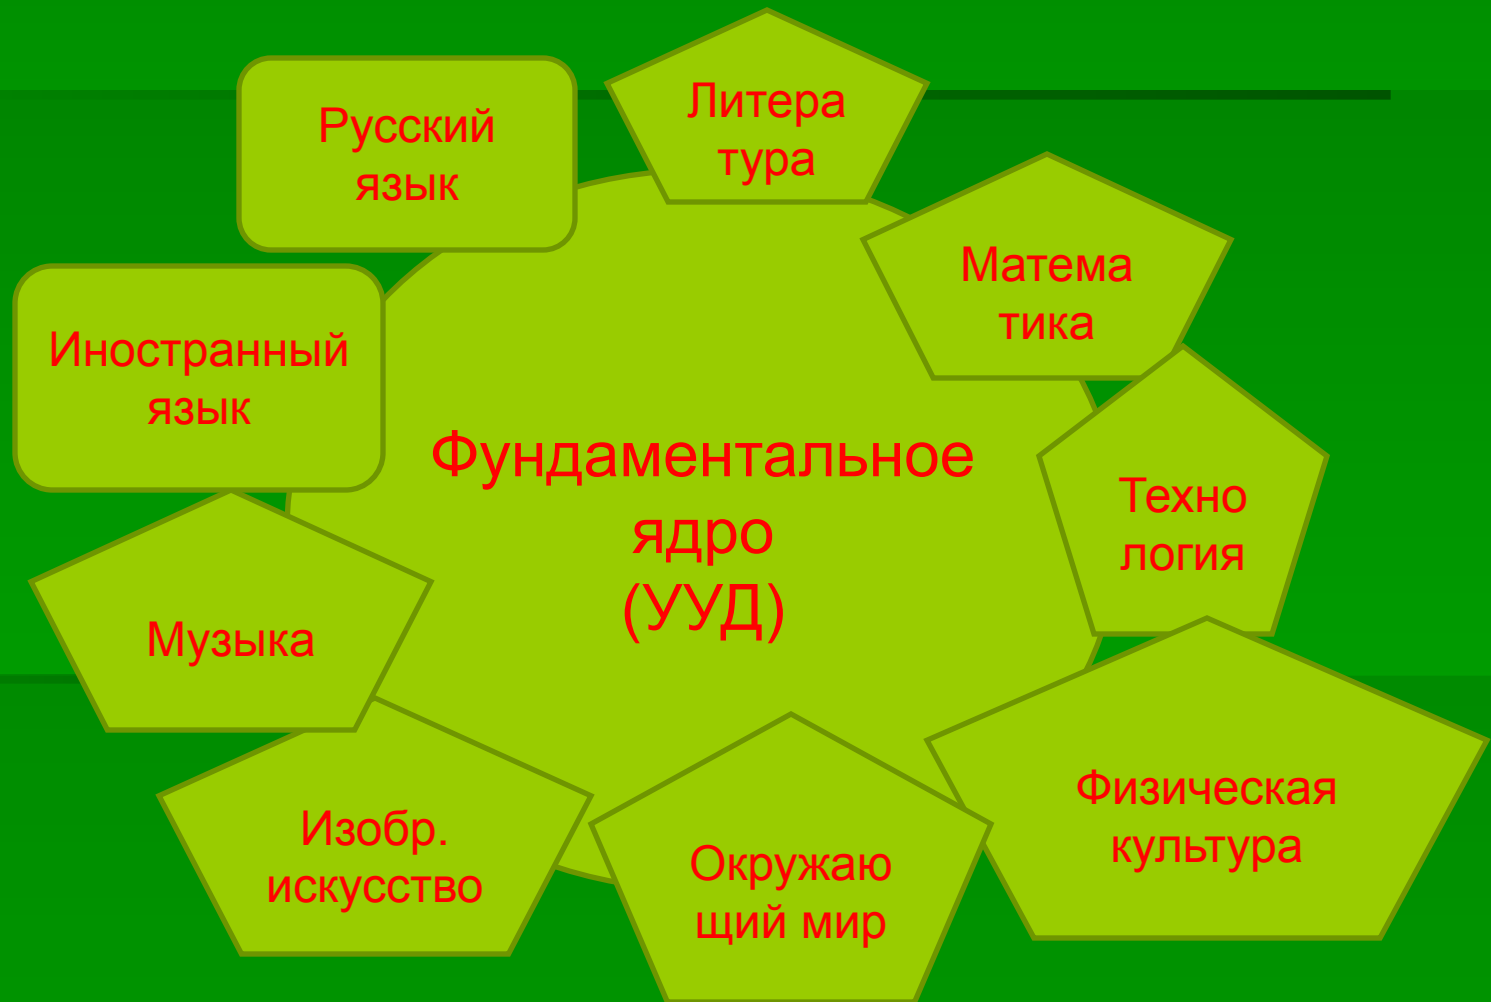 Русский
язык
Литера
тура
Матема
тика
Иностранный
язык
Фундаментальное
ядро
(УУД)
Техно
логия
Музыка
Физическая
культура
Изобр.
искусство
Окружаю
щий мир